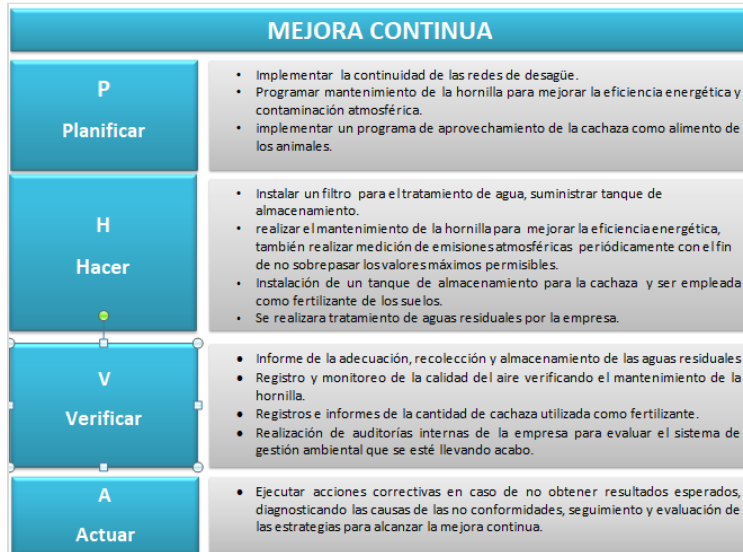 MEJORA CONTINUA
P
Planificar
• Implementar la continuidad de las redes de desagüe.
• Programar mantenimiento de la hornilla para mejorar la eficiencia energética y
contaminación atmosférica.
• implementar un programa de aprovechamiento de la cachaza como alimento de
los animales.
H
Hacer
• Instalar un filtro para el tratamiento de agua, suministrar tanque de
almacenamiento.
• realizar el mantenimiento de la hornilla para mejorar la eficiencia energética,
también realizar medición de emisiones atmosféricas periódicamente con el fin
de no sobrepasar los valores máximos permisibles.
• Instalación de un tanque de almacenamiento para la cachaza y ser empleada
como fertilizante de los suelos.
• Se realizara tratamiento de aguas residuales por la empresa.
V
Verificar
• Informe de la adecuación, recolección y almacenamiento de las aguas residuales
• Registro y monitoreo de la calidad del aire verificando el mantenimiento de la
hornilla.
• Registros e informes de la cantidad de cachaza utilizada como fertilizante.
• Realización de auditorías internas de la empresa para evaluar el sistema de
gestión ambiental que se esté llevando acabo.
A
Actuar
• Ejecutar acciones correctivas en caso de no obtener resultados esperados,
diagnosticando las causas de las no conformidades, seguimiento y evaluación de
las estrategias para alcanzar la mejora continua.